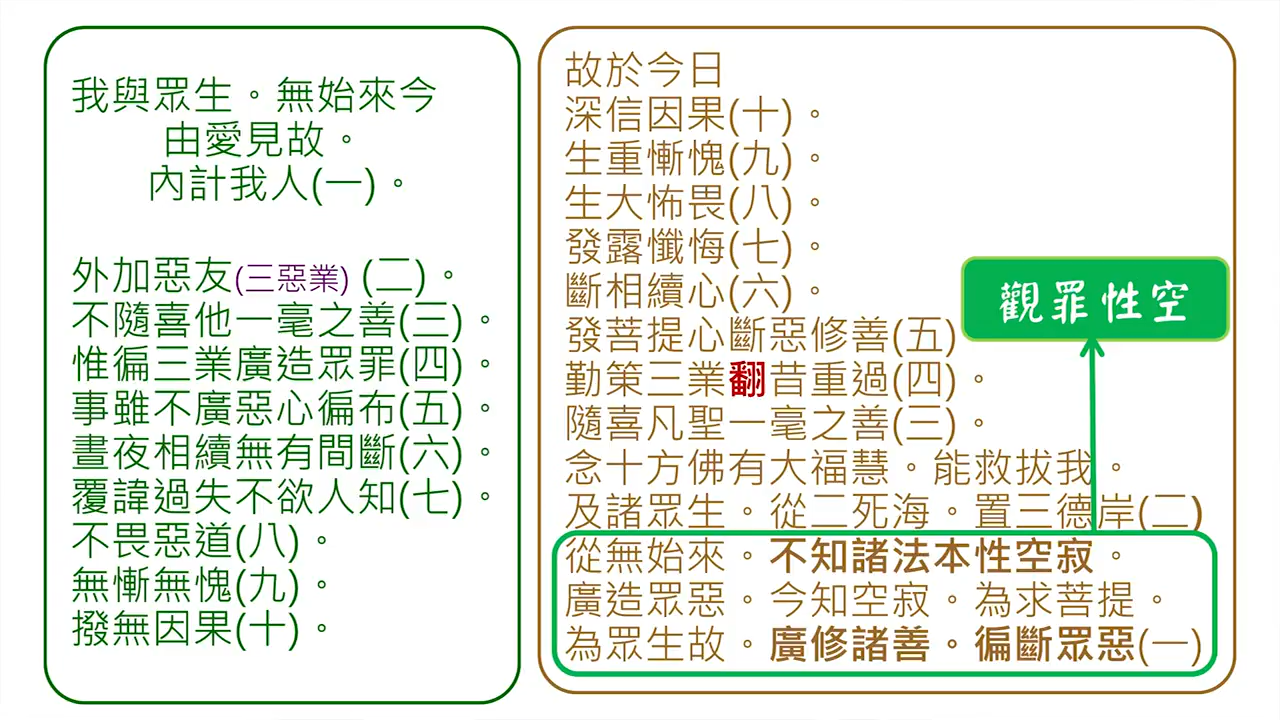 我與眾生。無始來今
由愛見故。
內計我人(一)。
外加惡友(三惡業) (二)。
不隨喜他一毫之善(三)。
惟徧三業廣造眾罪(四)。
事雖不廣惡心徧布(五)。
晝夜相續無有間斷(六)。
覆諱過失不欲人知(七)。
不畏惡道(八)。
無慚無愧(九)。
撥無因果(十)。
故於今日
深信因果(十)。
生重慚愧(九)。
生大怖畏(八)。
發露懺悔(七)。
斷相續心(六)。
發菩提心斷惡修善(五)
勤策三業翻昔重過(四)。
隨喜凡聖一毫之善(三)。
念十方佛有大福慧。能救拔我。
及諸眾生。從二死海。置三德岸(二)
從無始來。不知諸法本性空寂。
廣造眾惡。今知空寂。為求菩提。
為眾生故。廣修諸善。徧斷眾惡(一)
觀罪性空